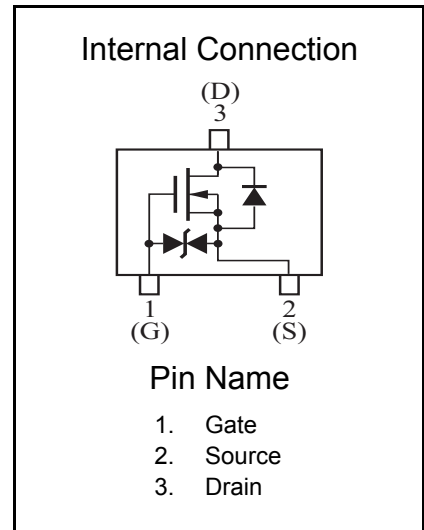 Internal Connection
(D)
3
1
2
(G)
(S)
Pin Name
1. Gate
2. Source
3. Drain